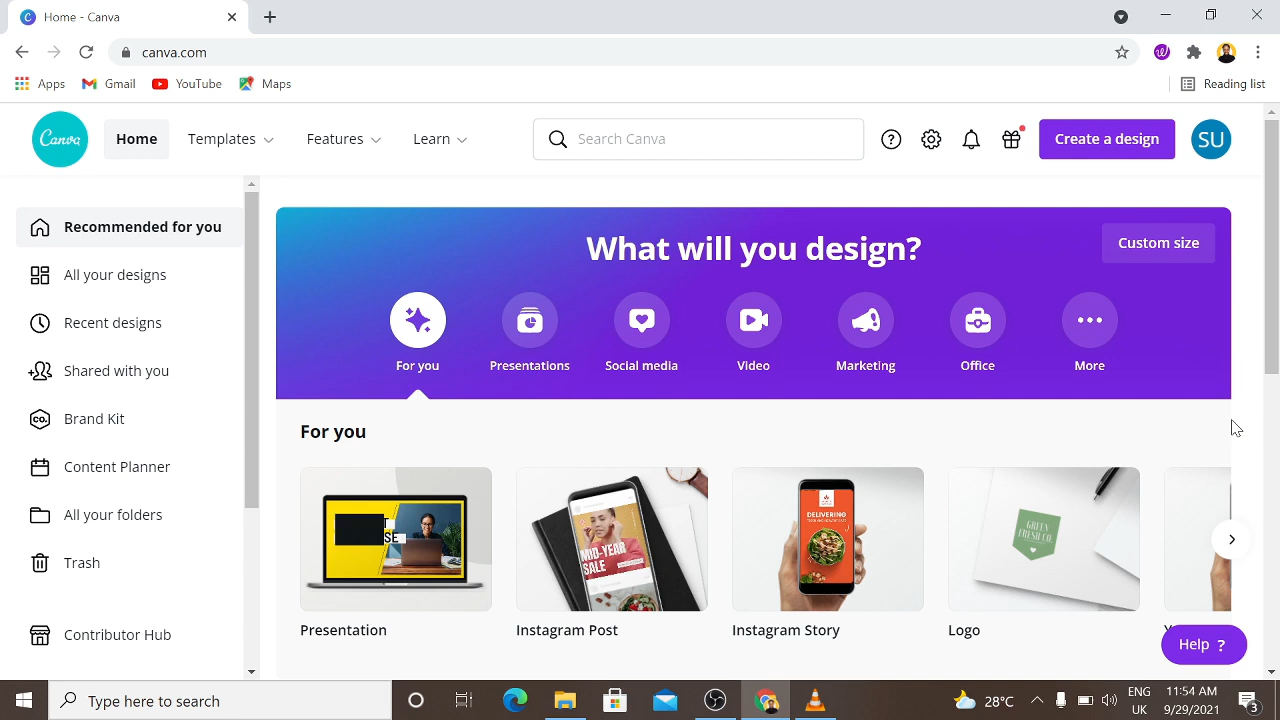 Home - Canva
canva.com
Apps
Gmail
YouTube
Maps
Reading list
Canva
Home
Templates
Features
Learn
Search Canva
Create a design
SU
Recommended for you
All your designs
Recent designs
Shared with you
Brand Kit
Content Planner
All your folders
Trash
Contributor Hub
What will you design?
Custom size
For you
Presentations
Social media
Video
Marketing
Office
More
For you
MID-YEAR
SALE
DELIVERING
GREEN
FRESH CO.
Presentation
Instagram Post
Instagram Story
Logo
Help ?
Type here to search
28°C
ENG
UK
11:54 AM
9/29/2021
3